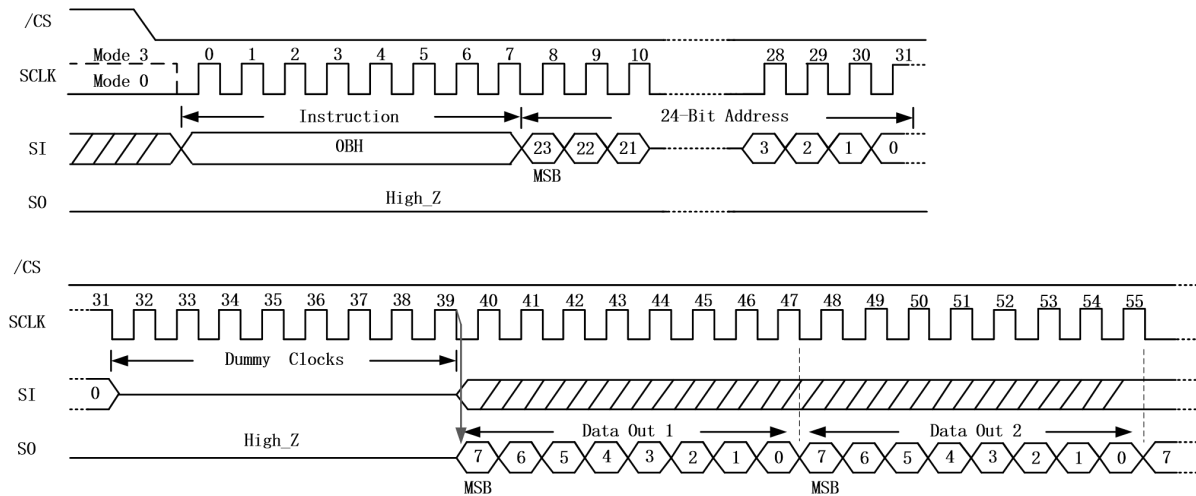 /CS
Mode 3 0 1 2 3 4 5 6 7 8 9 10 28 29 30 31
SCLK
Mode 0
Instruction 24-Bit Address
SI 0BH 23 22 21 3 2 1 0
MSB
High_Z
SO
/CS
31 32 33 34 35 36 37 38 39 40 41 42 43 44 45 46 47 48 49 50 51 52 53 54 55
SCLK
Dummy Clocks
SI 0
High_Z Data Out 1 Data Out 2
SO 7 6 5 4 3 2 1 0 7 6 5 4 3 2 1 0 7
MSB MSB